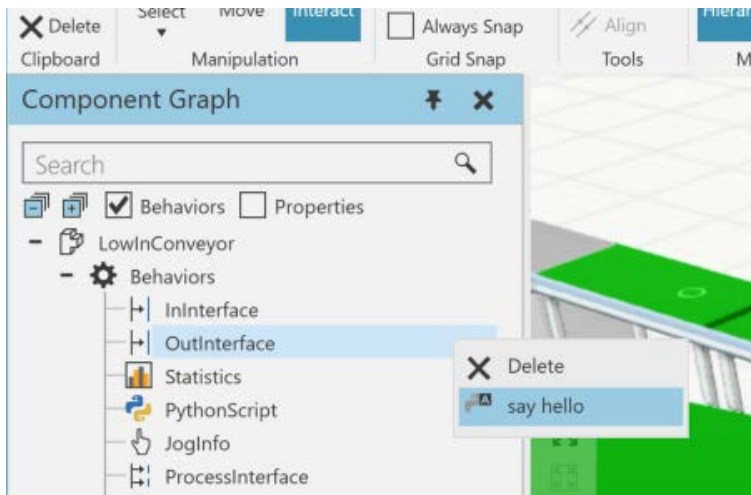 Select
Move
Interact
Delete
Always Snap
Align
Clipboard
Manipulation
Grid Snap
Tools
Component Graph
Search
Behaviors
Properties
LowInConveyor
Behaviors
InInterface
OutInterface
Statistics
Delete
PythonScript
say hello
JogInfo
ProcessInterface